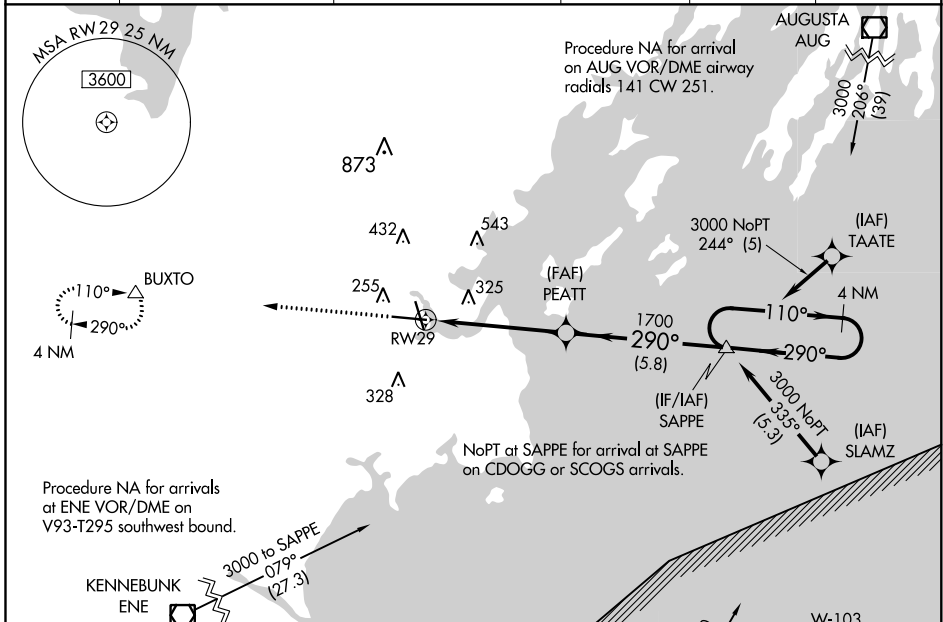 MSA RW29 25 NM
3600
Procedure NA for arrival
on AUG VOR/DME airway
radials 141 CW 251.
AUGUSTA
AUG
3000
206°
(39)
873
432
543
255
325
RW29
328
110°
BUXTO
290°
4 NM
3000 NoPT
244° (5)
(IAF)
TAATE
(FAF)
PEATT
4 NM
110°
290°
1700
290°
(5.8)
(IF/IAF)
SAPPE
3000 NoPT
335°
(5.3)
(IAF)
SLAMZ
NoPT at SAPPE for arrival at SAPPE
on CDOGG or SCOGS arrivals.
Procedure NA for arrivals
at ENE VOR/DME on
V93-T295 southwest bound.
3000 to SAPPE
079°
(27.3)
KENNEBUNK
ENE
W-103